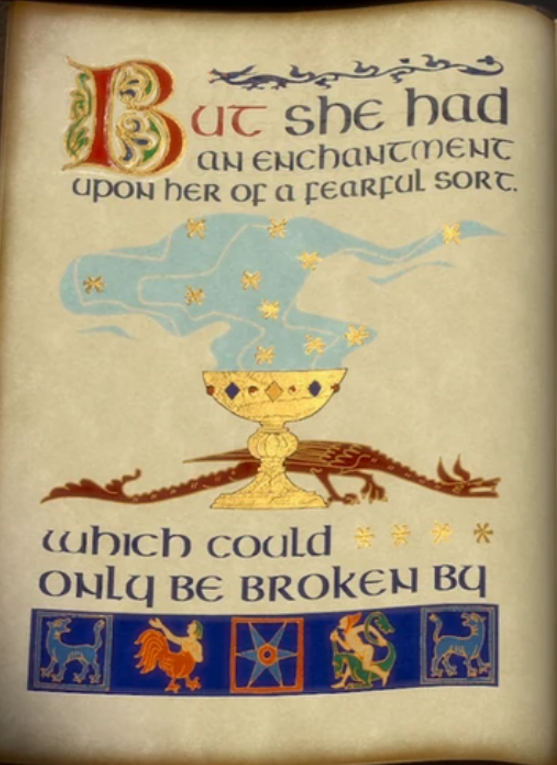 But she had
an enchantment
upon her of a fearful sort.
which could
only be broken by